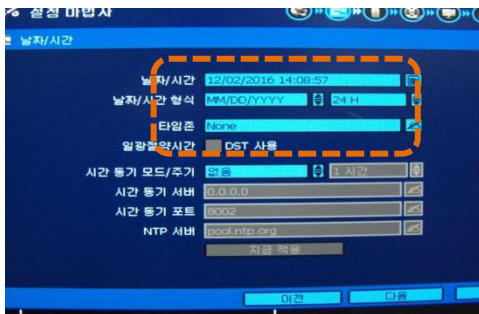 설정 마법사
날짜/시간
날짜/시간 12/02/2016 14:08:57
날짜/시간 형식 MM/DD/YYYY 24 H
타임존 None
일광절약시간 DST 사용
시간 동기 모드/주기 없음 1 시간
시간 동기 서버 0.0.0.0
시간 동기 포트 8002
NTP 서버 pool.ntp.org
지금 적용
이전 다음